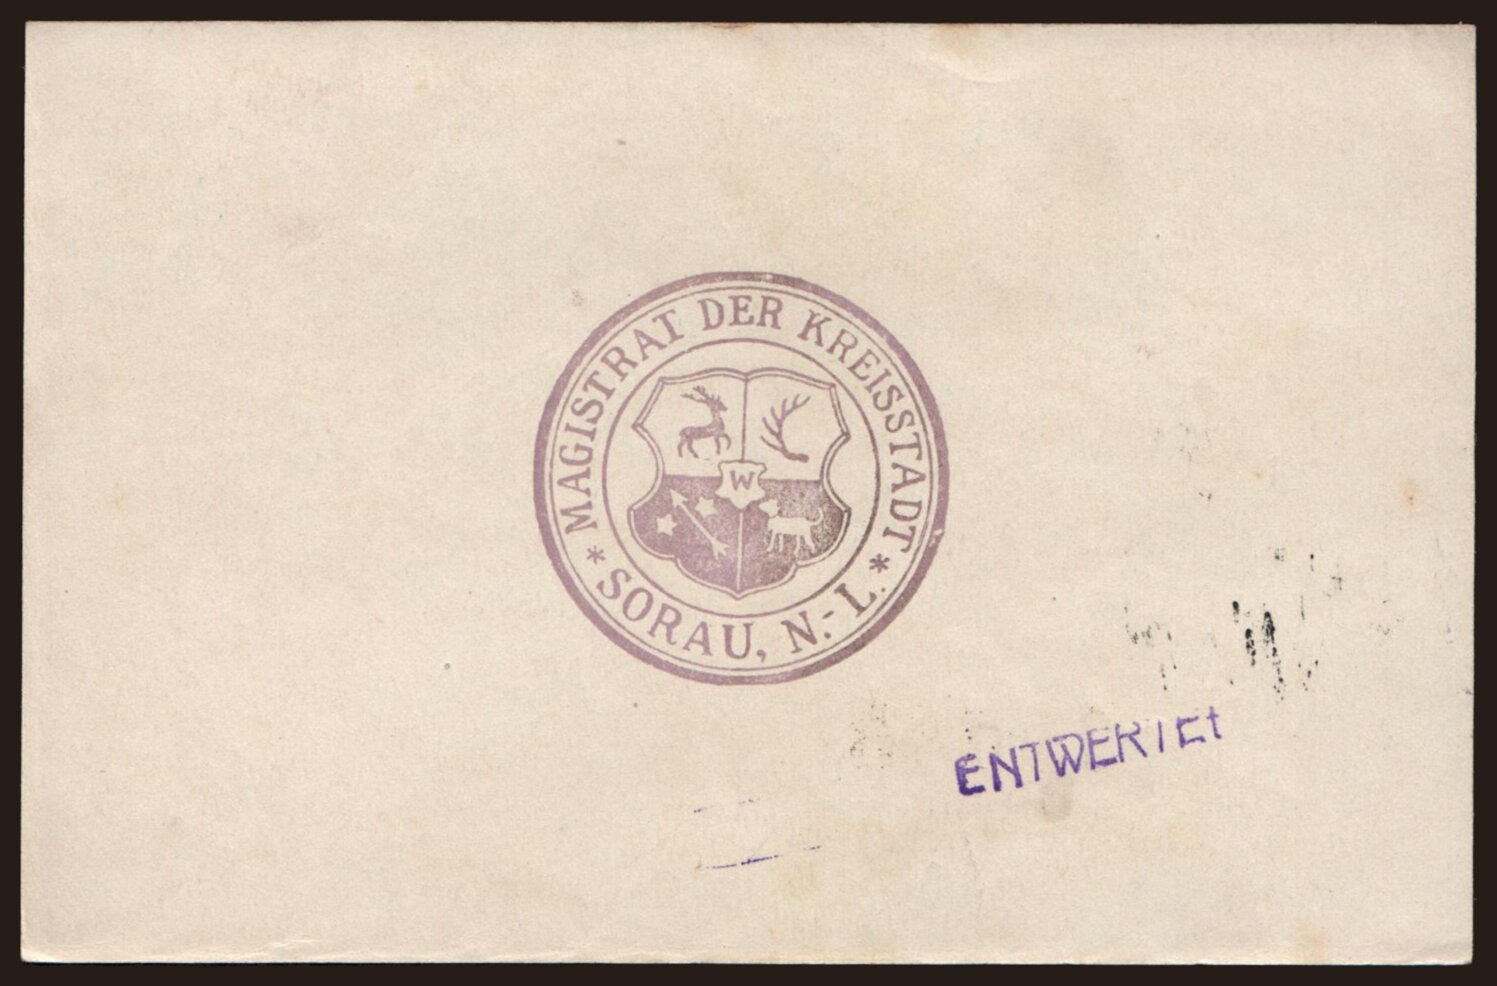 MAGISTRAT DER KREISSTADT
* SORAU, N.-L. *
W
ENTWERTET